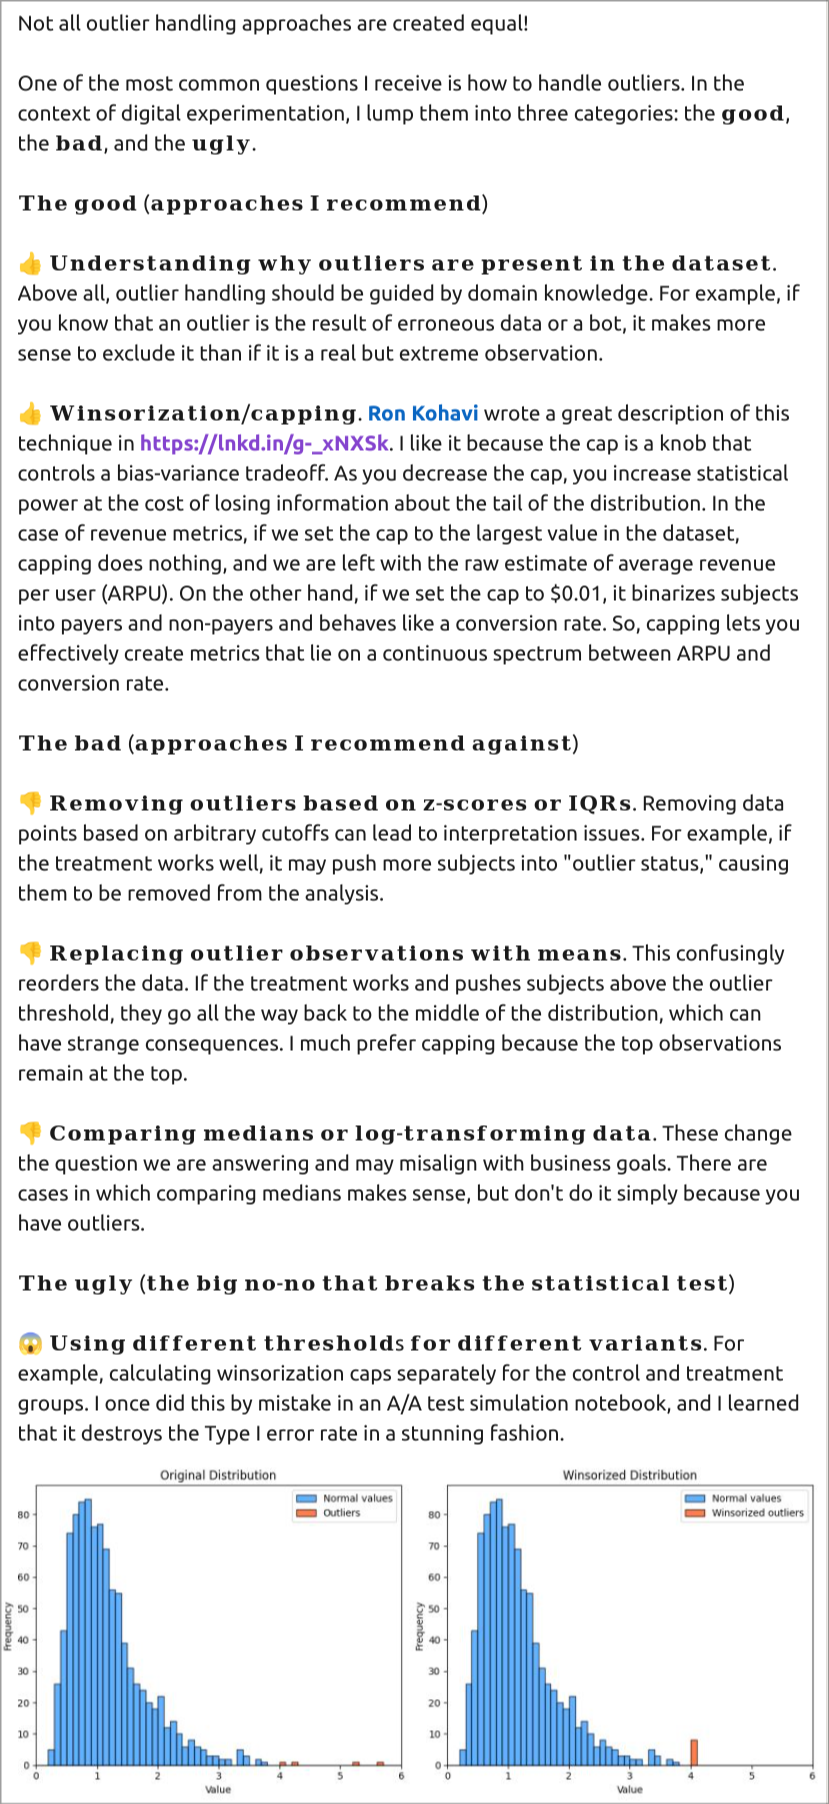 Not all outlier handling approaches are created equal!
One of the most common questions I receive is how to handle outliers. In the
context of digital experimentation, I lump them into three categories: the good,
the bad, and the ugly.
The good (approaches I recommend)
👍 Understanding why outliers are present in the dataset.
Above all, outlier handling should be guided by domain knowledge. For example, if
you know that an outlier is the result of erroneous data or a bot, it makes more
sense to exclude it than if it is a real but extreme observation.
👍 Winsorization/capping. Ron Kohavi wrote a great description of this
technique in https://lnkd.in/g-_xNXSk. I like it because the cap is a knob that
controls a bias-variance tradeoff. As you decrease the cap, you increase statistical
power at the cost of losing information about the tail of the distribution. In the
case of revenue metrics, if we set the cap to the largest value in the dataset,
capping does nothing, and we are left with the raw estimate of average revenue
per user (ARPU). On the other hand, if we set the cap to $0.01, it binarizes subjects
into payers and non-payers and behaves like a conversion rate. So, capping lets you
effectively create metrics that lie on a continuous spectrum between ARPU and
conversion rate.
The bad (approaches I recommend against)
👎 Removing outliers based on z-scores or IQRs. Removing data
points based on arbitrary cutoffs can lead to interpretation issues. For example, if
the treatment works well, it may push more subjects into "outlier status," causing
them to be removed from the analysis.
👎 Replacing outlier observations with means. This confusingly
reorders the data. If the treatment works and pushes subjects above the outlier
threshold, they go all the way back to the middle of the distribution, which can
have strange consequences. I much prefer capping because the top observations
remain at the top.
👎 Comparing medians or log-transforming data. These change
the question we are answering and may misalign with business goals. There are
cases in which comparing medians makes sense, but don't do it simply because you
have outliers.
The ugly (the big no-no that breaks the statistical test)
😱 Using different thresholds for different variants. For
example, calculating winsorization caps separately for the control and treatment
groups. I once did this by mistake in an A/A test simulation notebook, and I learned
that it destroys the Type I error rate in a stunning fashion.
Original Distribution
Normal values
Outliers
80
70
60
50
40
30
20
10
0
Frequency
0 1 2 3 4 5 6
Value
Winsorized Distribution
Normal values
Winsorized outliers
80
70
60
50
40
30
20
10
0
Frequency
0 1 2 3 4 5 6
Value